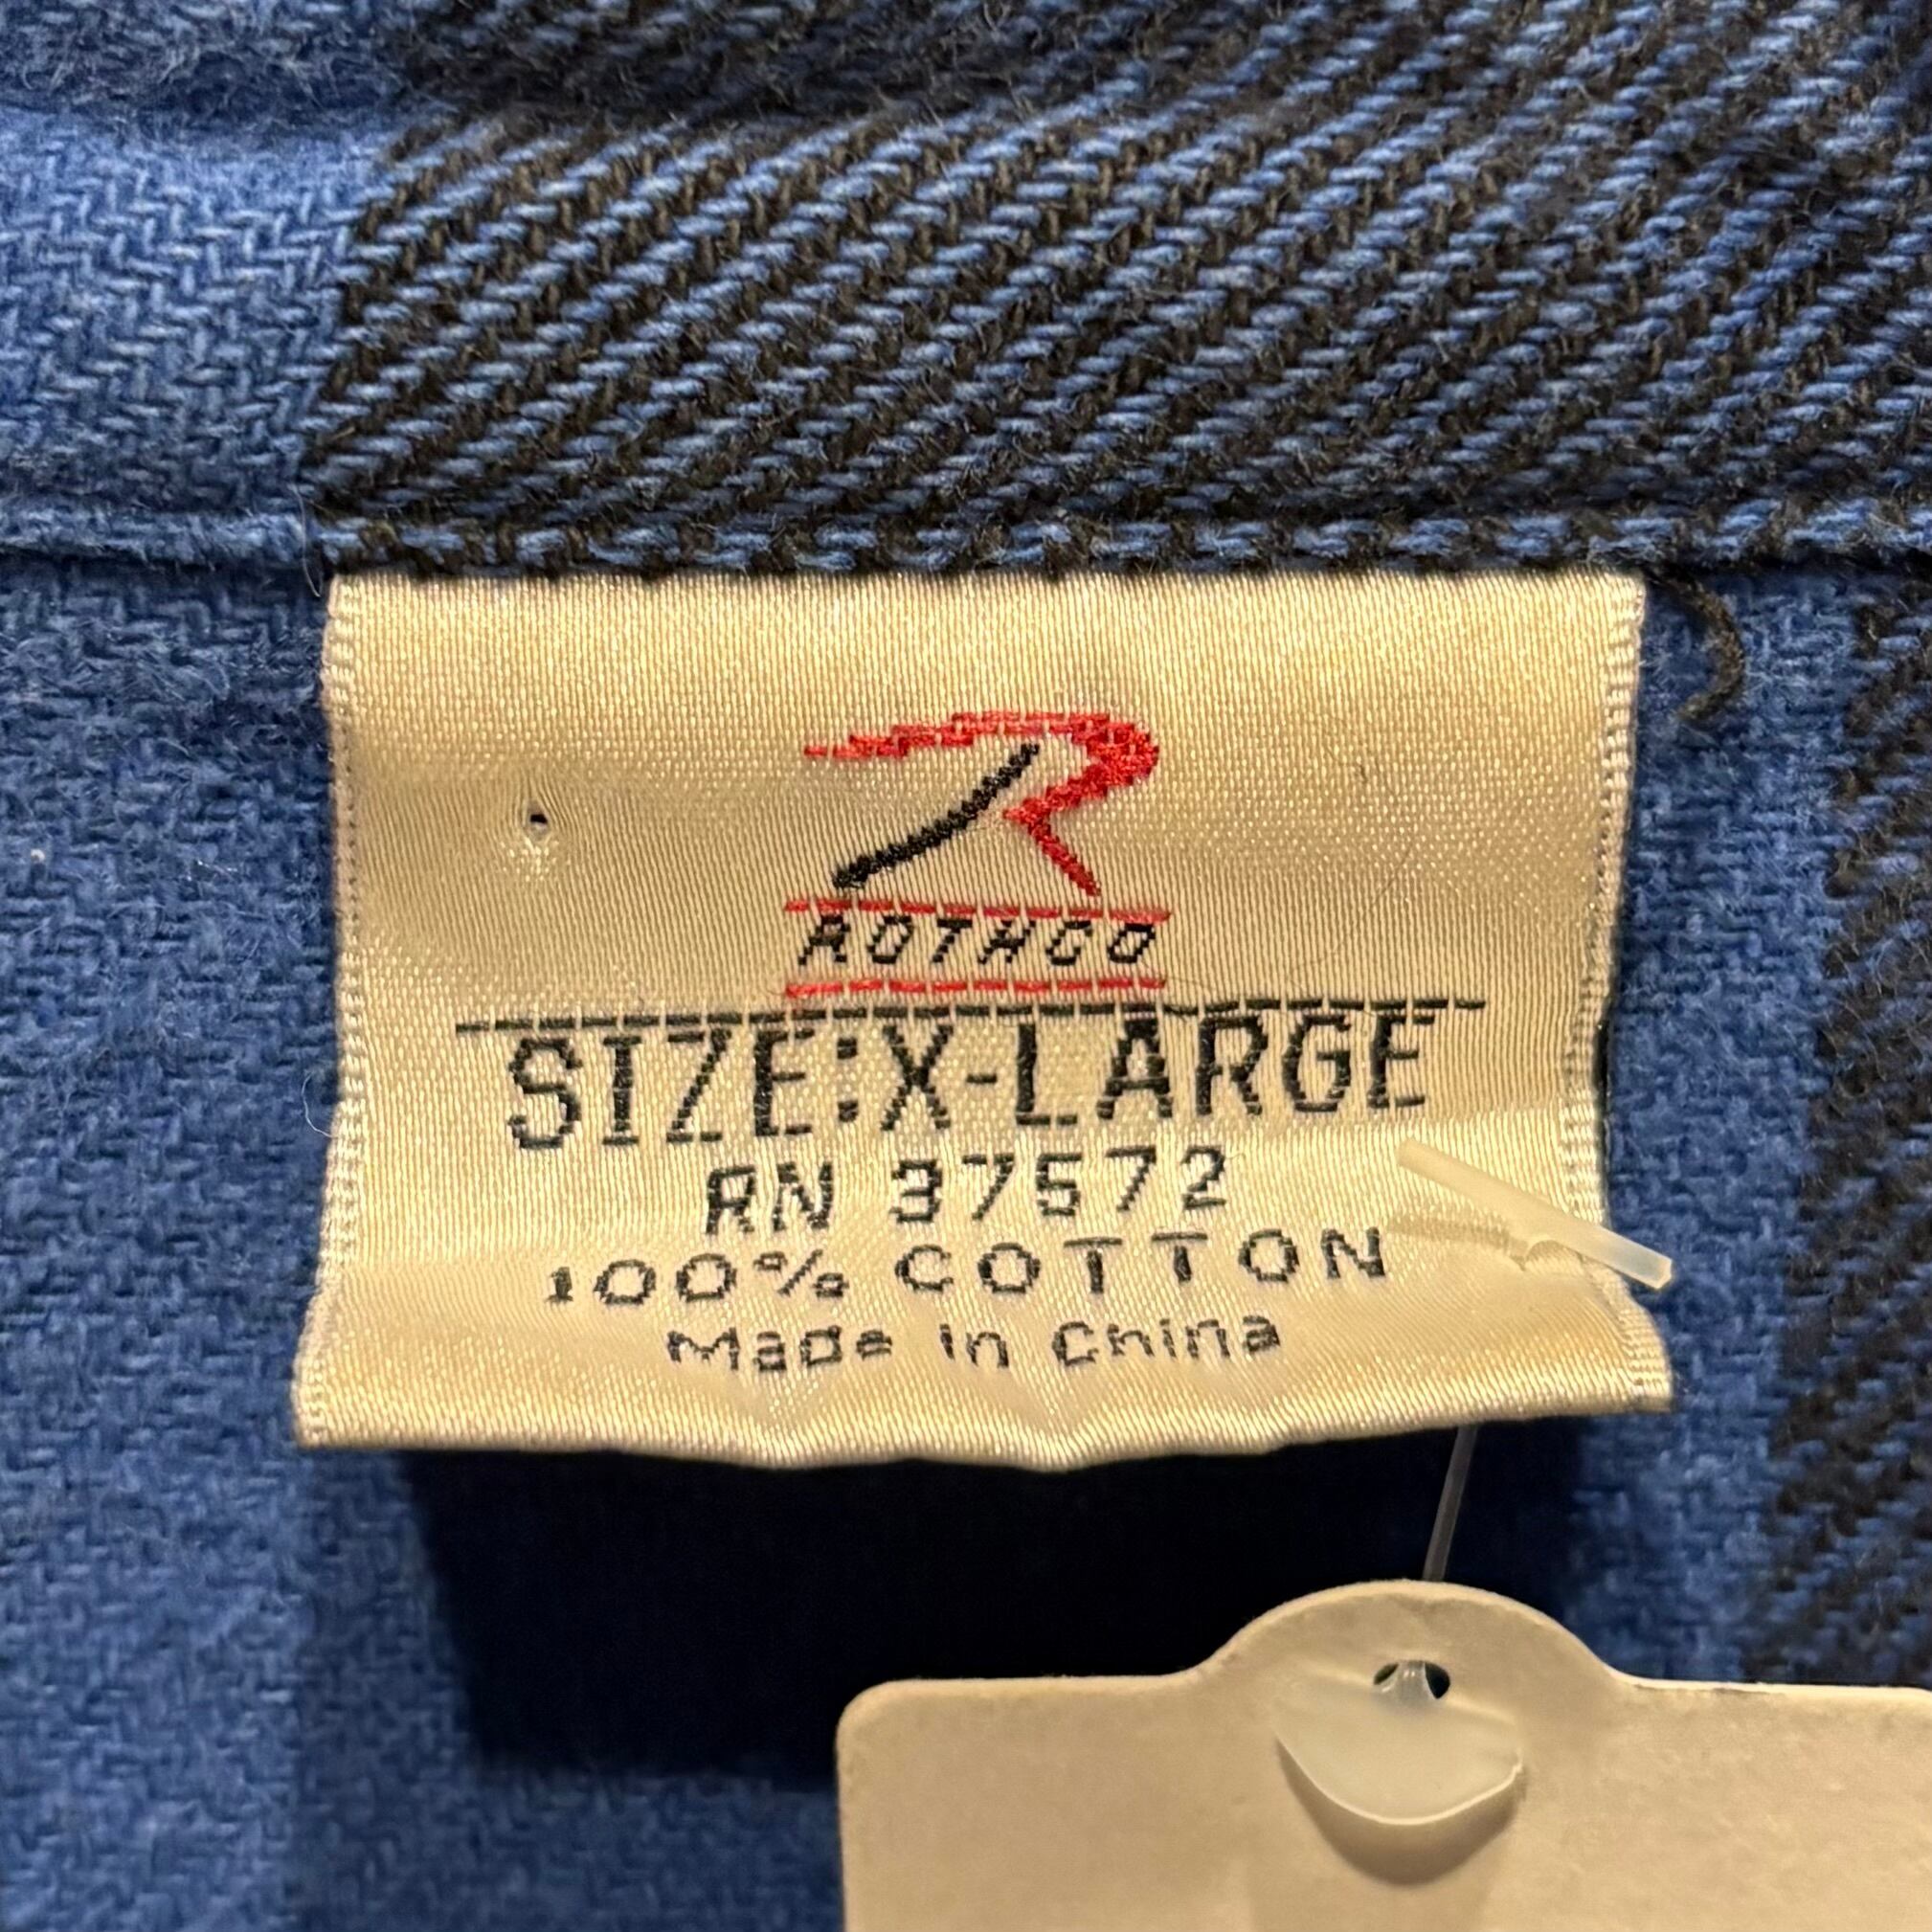 ROTHCO
SIZE:X-LARGE
RN 37572
100% COTTON
Made in China